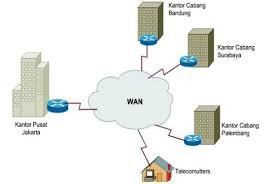 Kantor Cabang
Bandung
Kantor Cabang
Surabaya
WAN
Kantor Pusat
Jakarta
Kantor Cabang
Palembang
Telecomutters